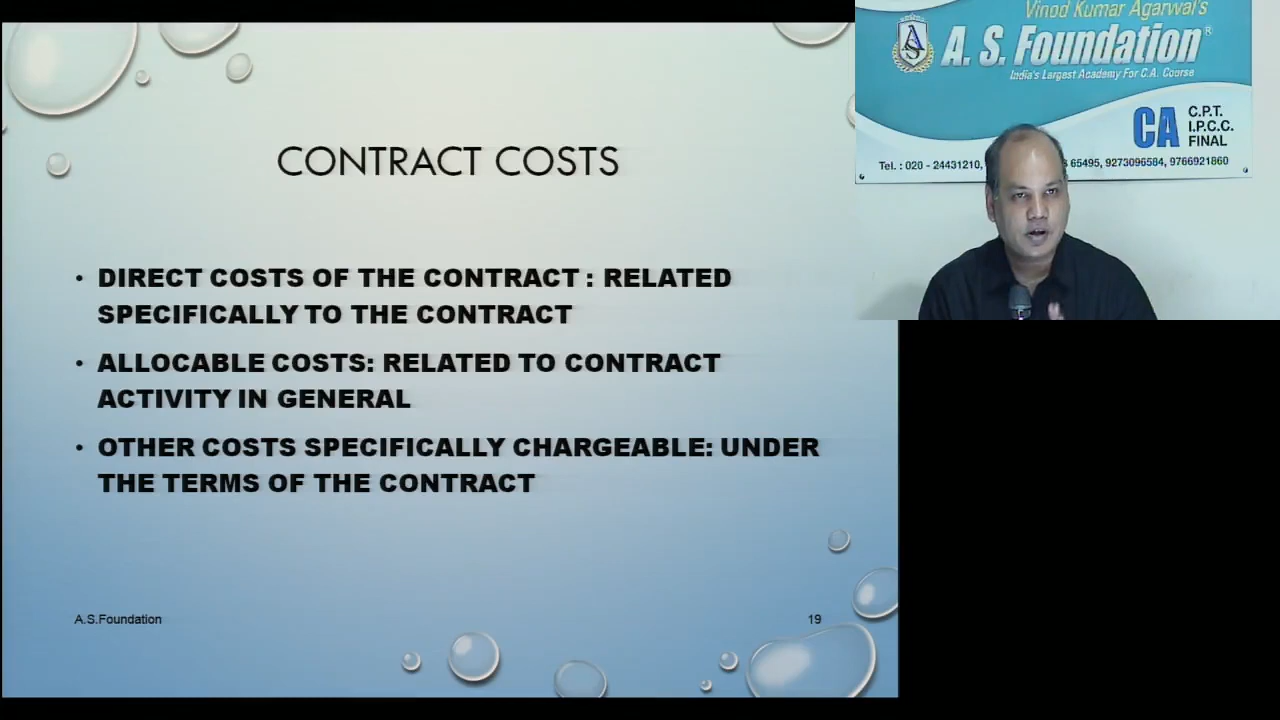 CONTRACT COSTS
• DIRECT COSTS OF THE CONTRACT : RELATED
SPECIFICALLY TO THE CONTRACT
• ALLOCABLE COSTS: RELATED TO CONTRACT
ACTIVITY IN GENERAL
• OTHER COSTS SPECIFICALLY CHARGEABLE: UNDER
THE TERMS OF THE CONTRACT
A.S.Foundation
19
Vinod Kumar Agarwal's
AS
A. S. Foundation®
India's Largest Academy For C.A. Course
CA
C.P.T.
I.P.C.C.
FINAL
Tel. : 020 - 24431210, 65495, 9273096584, 9766921860